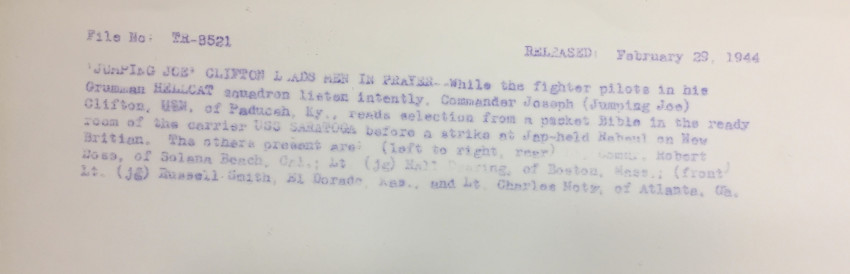 File No: TR-8521
RELEASED: February 29, 1944
'JUMPING JOE' CLIFTON LEADS MEN IN PRAYER--While the fighter pilots in his
Grumman HELLCAT squadron listen intently, Commander Joseph (Jumping Joe)
Clifton, USN, of Paducah, Ky., reads selection from a pocket Bible in the ready
room of the carrier USS SARATOGA before a strike at Jap-held Rabaul on New
Britian. The others present are: (left to right, rear) Comm. Robert
of Solana Beach, Cal.; Lt. (jg) of Boston, Mass.; (front)
Lt. (jg) Russell Smith, El Dorado, Kas., and Lt. Charles of Atlanta, Ga.